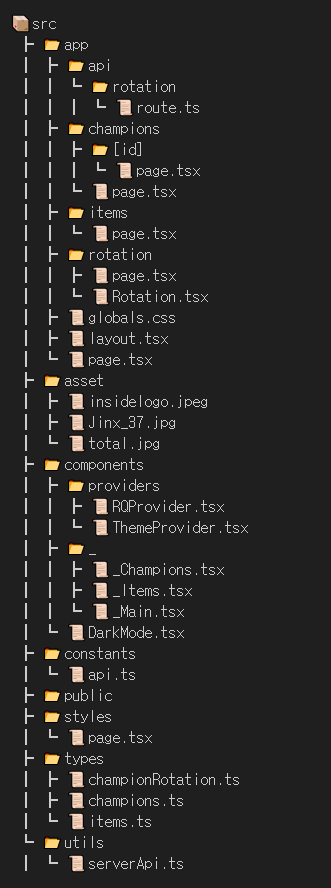 src
app
api
rotation
route.ts
champions
[id]
page.tsx
page.tsx
items
page.tsx
rotation
page.tsx
Rotation.tsx
globals.css
layout.tsx
page.tsx
asset
insidelogo.jpeg
Jinx_37.jpg
total.jpg
components
providers
RQProvider.tsx
ThemeProvider.tsx
_
_Champions.tsx
_Items.tsx
_Main.tsx
DarkMode.tsx
constants
api.ts
public
styles
page.tsx
types
championRotation.ts
champions.ts
items.ts
utils
serverApi.ts